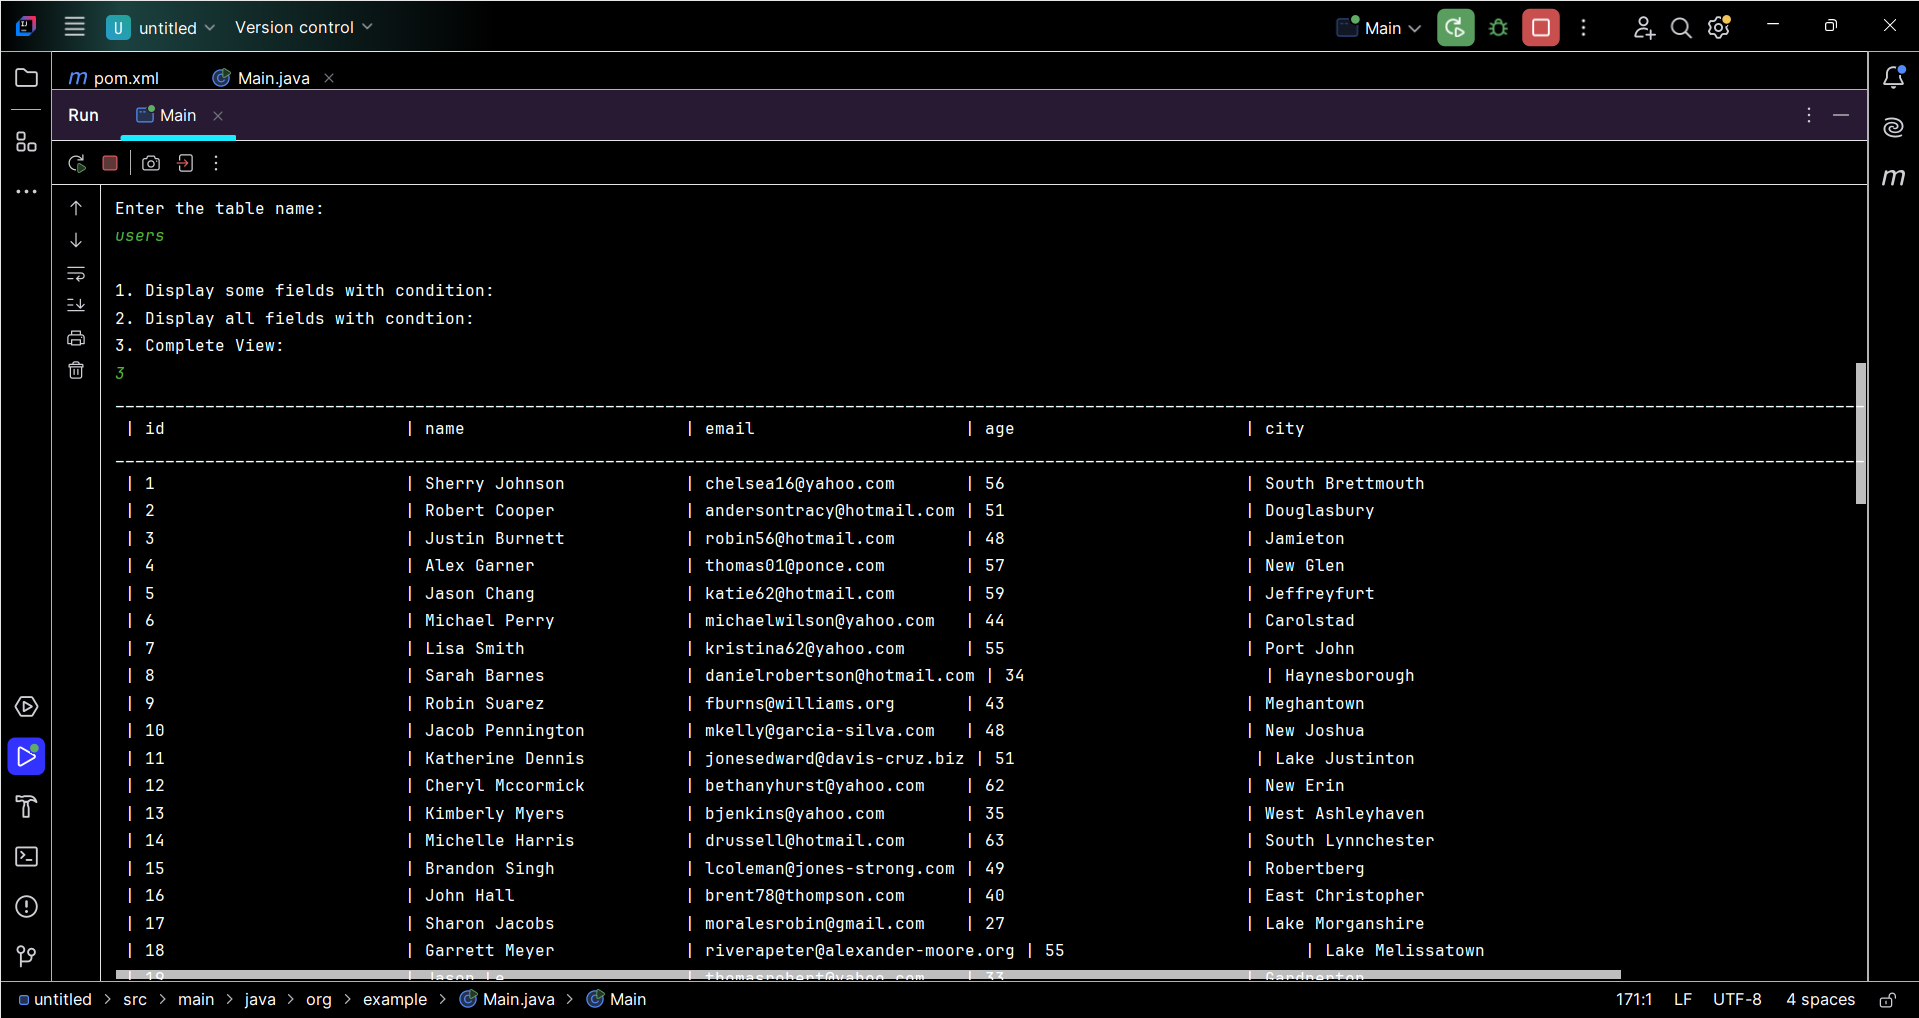 U untitled Version control Main
m pom.xml Main.java
Run Main
Enter the table name:
users
1. Display some fields with condition:
2. Display all fields with condtion:
3. Complete View:
3
| id | name | email | age | city
| 1 | Sherry Johnson | chelsea16@yahoo.com | 56 | South Brettmouth
| 2 | Robert Cooper | andersontracy@hotmail.com | 51 | Douglasbury
| 3 | Justin Burnett | robin56@hotmail.com | 48 | Jamieton
| 4 | Alex Garner | thomas01@ponce.com | 57 | New Glen
| 5 | Jason Chang | katie62@hotmail.com | 59 | Jeffreyfurt
| 6 | Michael Perry | michaelwilson@yahoo.com | 44 | Carolstad
| 7 | Lisa Smith | kristina62@yahoo.com | 55 | Port John
| 8 | Sarah Barnes | danielrobertson@hotmail.com | 34 | Haynesborough
| 9 | Robin Suarez | fburns@williams.org | 43 | Meghantown
| 10 | Jacob Pennington | mkelly@garcia-silva.com | 48 | New Joshua
| 11 | Katherine Dennis | jonesedward@davis-cruz.biz | 51 | Lake Justinton
| 12 | Cheryl Mccormick | bethanyhurst@yahoo.com | 62 | New Erin
| 13 | Kimberly Myers | bjenkins@yahoo.com | 35 | West Ashleyhaven
| 14 | Michelle Harris | drussell@hotmail.com | 63 | South Lynnchester
| 15 | Brandon Singh | lcoleman@jones-strong.com | 49 | Robertberg
| 16 | John Hall | brent78@thompson.com | 40 | East Christopher
| 17 | Sharon Jacobs | moralesrobin@gmail.com | 27 | Lake Morganshire
| 18 | Garrett Meyer | riverapeter@alexander-moore.org | 55 | Lake Melissatown
| 19 | Jason Le | thomasrobert@yahoo.com | 33 | Gardnerton
untitled > src > main > java > org > example > Main.java > Main 171:1 LF UTF-8 4 spaces